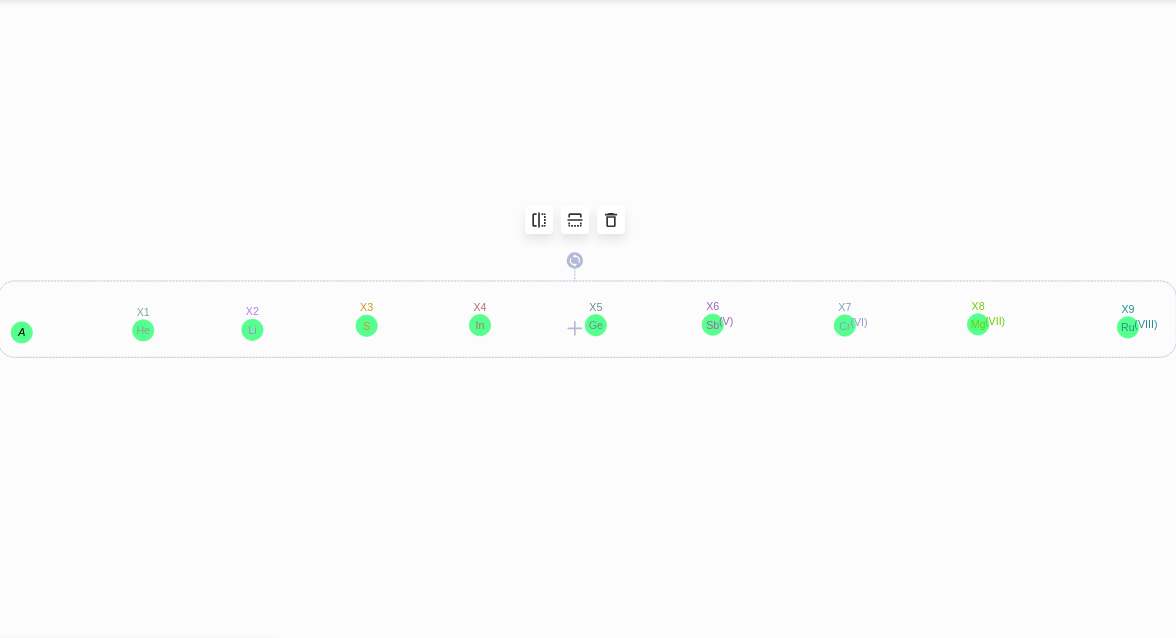 X1 X2 X3 X4 X5 X6 X7 X8 X9
A He Li S In Ge Sb(V) Cr(VI) Mg(VII) Ru(VIII)